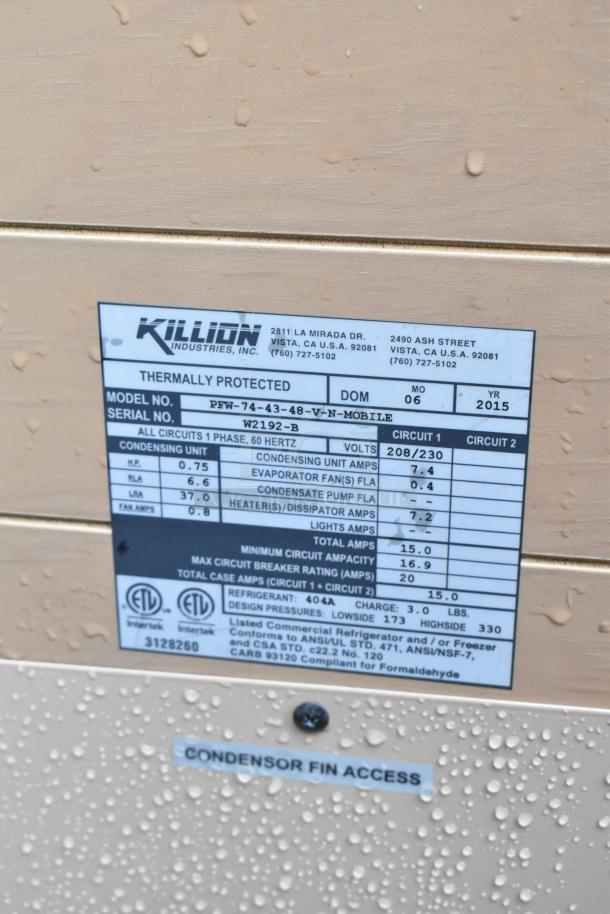 KILLION
INDUSTRIES, INC.
2811 LA MIRADA DR.
VISTA, CA U.S.A. 92081
(760) 727-5102
2490 ASH STREET
VISTA, CA U.S.A. 92081
(760) 727-5102
THERMALLY PROTECTED
DOM
MO
06
YR
2015
MODEL NO. PFW-74-43-48-V-N-MOBILE
SERIAL NO. W2192-B
ALL CIRCUITS 1 PHASE, 60 HERTZ
VOLTS
CIRCUIT 1
CIRCUIT 2
208/230
CONDENSING UNIT
H.P. 0.75
RLA 6.6
LRA 37.0
FAN AMPS 0.8
CONDENSING UNIT AMPS 7.4
EVAPORATOR FAN(S) FLA 0.4
CONDENSATE PUMP FLA - -
HEATER(S)/DISSIPATOR AMPS 7.2
LIGHTS AMPS - -
TOTAL AMPS 15.0
MINIMUM CIRCUIT AMPACITY 16.9
MAX CIRCUIT BREAKER RATING (AMPS) 20
TOTAL CASE AMPS (CIRCUIT 1 + CIRCUIT 2) 15.0
REFRIGERANT: 404A CHARGE: 3.0 LBS.
DESIGN PRESSURES: LOWSIDE 173 HIGHSIDE 330
ETL
Intertek
ETL
US
Intertek
3128260
Listed Commercial Refrigerator and / or Freezer
Conforms to ANSI/UL STD. 471, ANSI/NSF-7,
and CSA STD. c22.2 No. 120
CARB 93120 Compliant for Formaldehyde
CONDENSOR FIN ACCESS